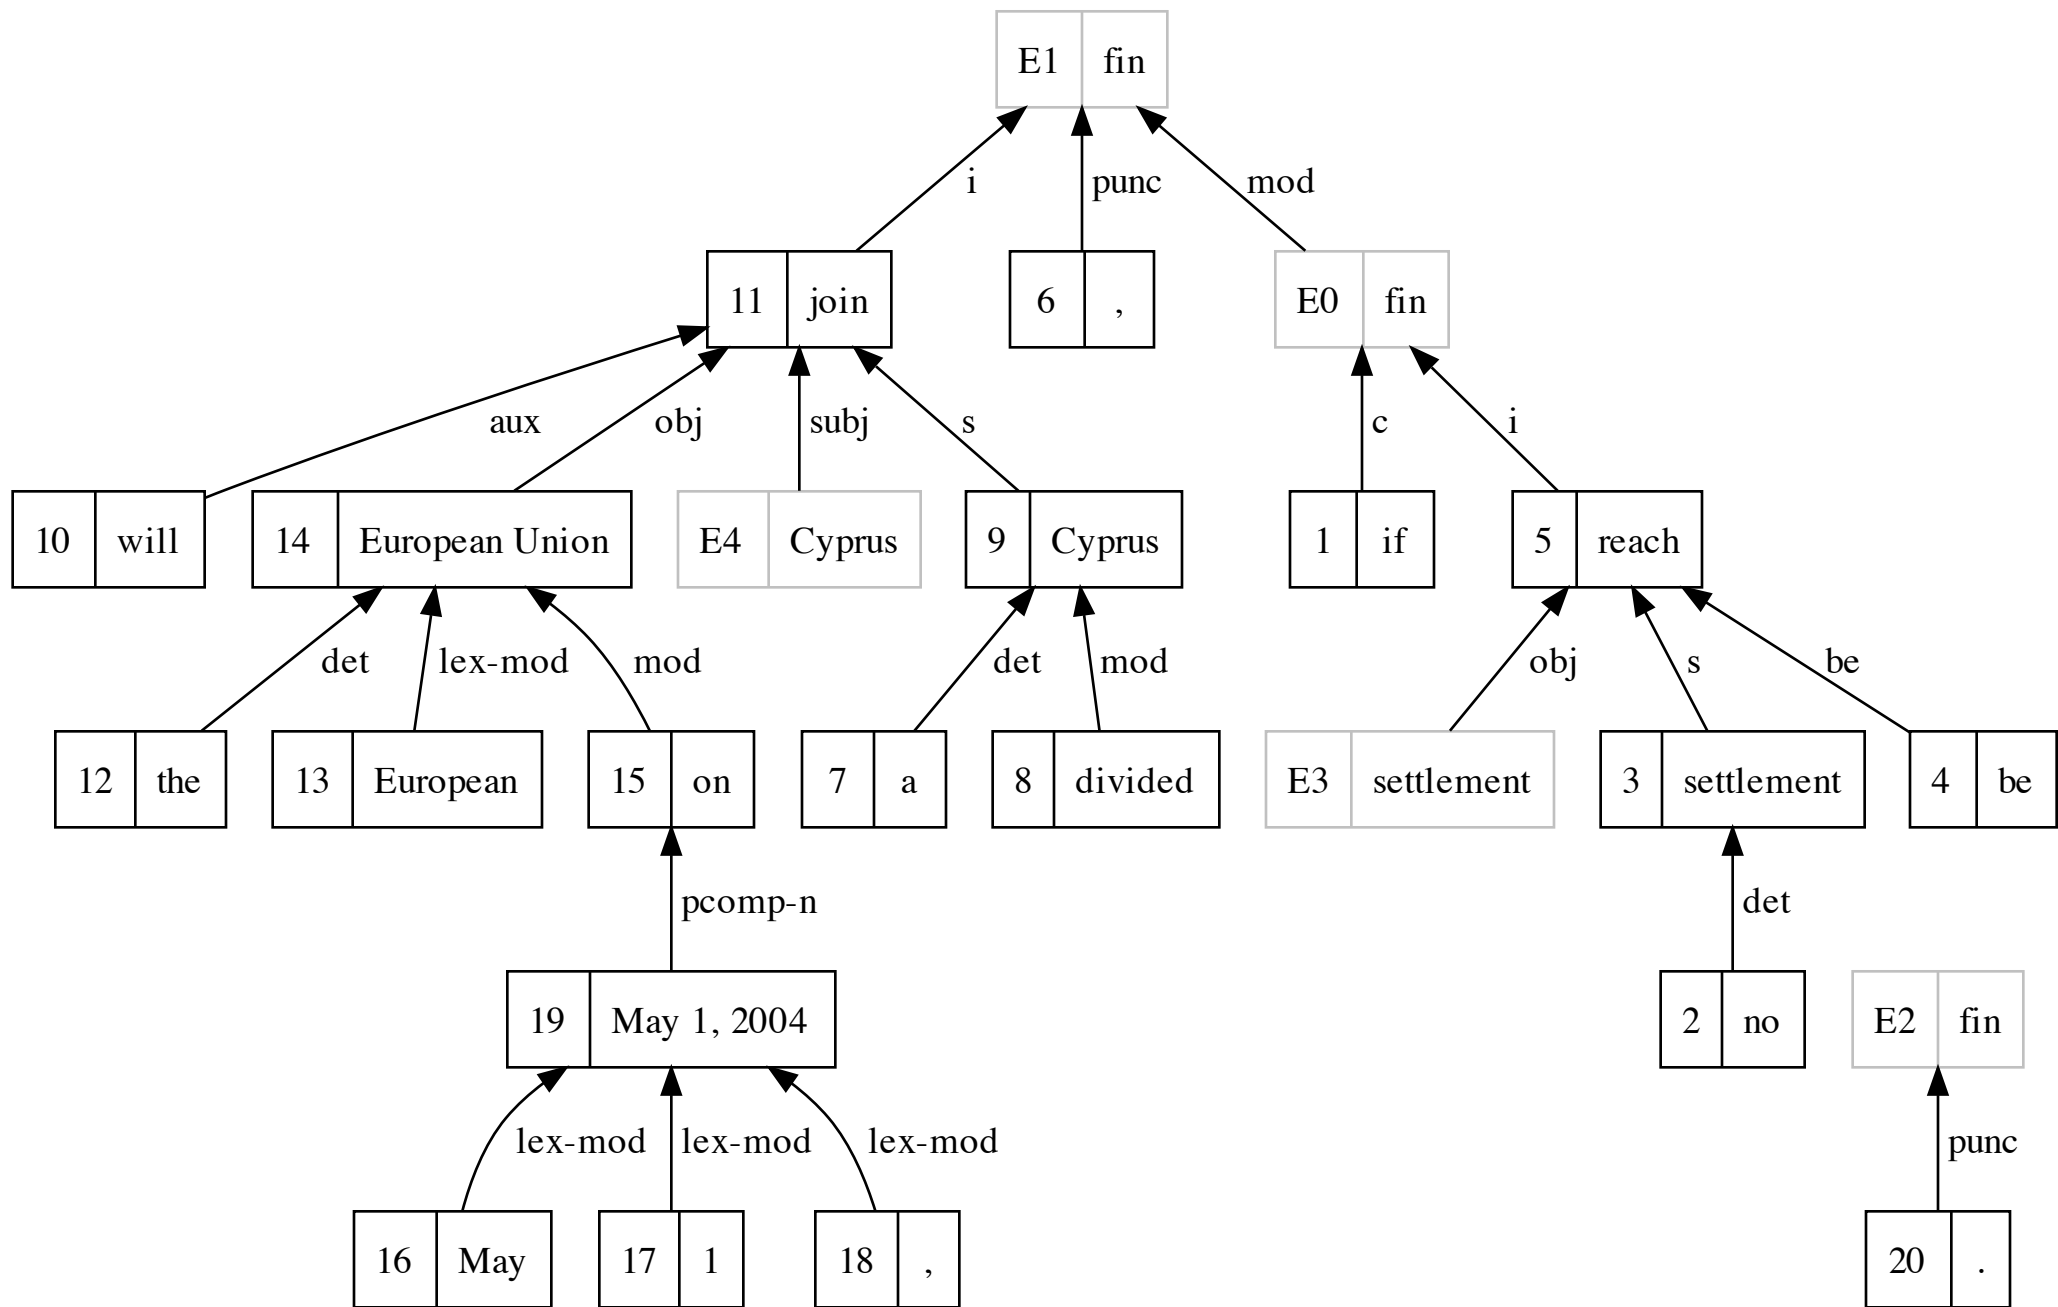 E1 fin
i punc mod
11 join 6 , E0 fin
aux obj subj s c i
10 will 14 European Union E4 Cyprus 9 Cyprus 1 if 5 reach
det lex-mod mod det mod obj s be
12 the 13 European 15 on 7 a 8 divided E3 settlement 3 settlement 4 be
pcomp-n det
19 May 1, 2004 2 no E2 fin
lex-mod lex-mod lex-mod punc
16 May 17 1 18 , 20 .